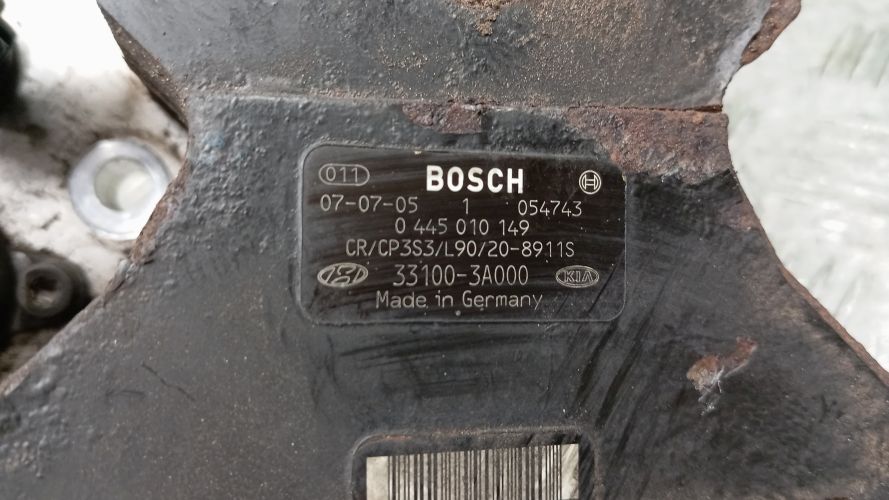 011 BOSCH
07-07-05 1 054743
0 445 010 149
CR/CP3S3/L90/20-8911S
33100-3A000 KIA
Made in Germany